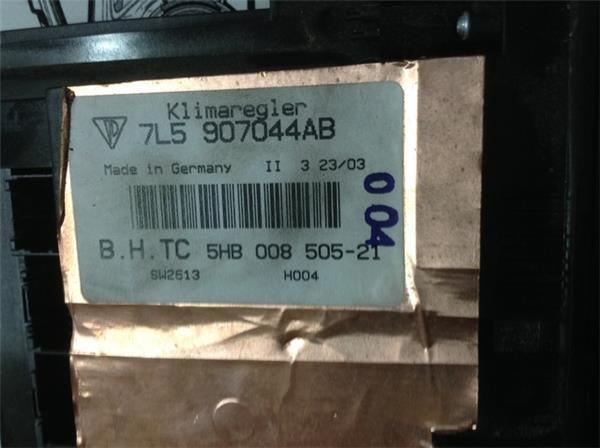 Klimaregler
7L5 907044AB
Made in Germany II 3 23/03
B.H.TC 5HB 008 505-21
SW2613 H004
004